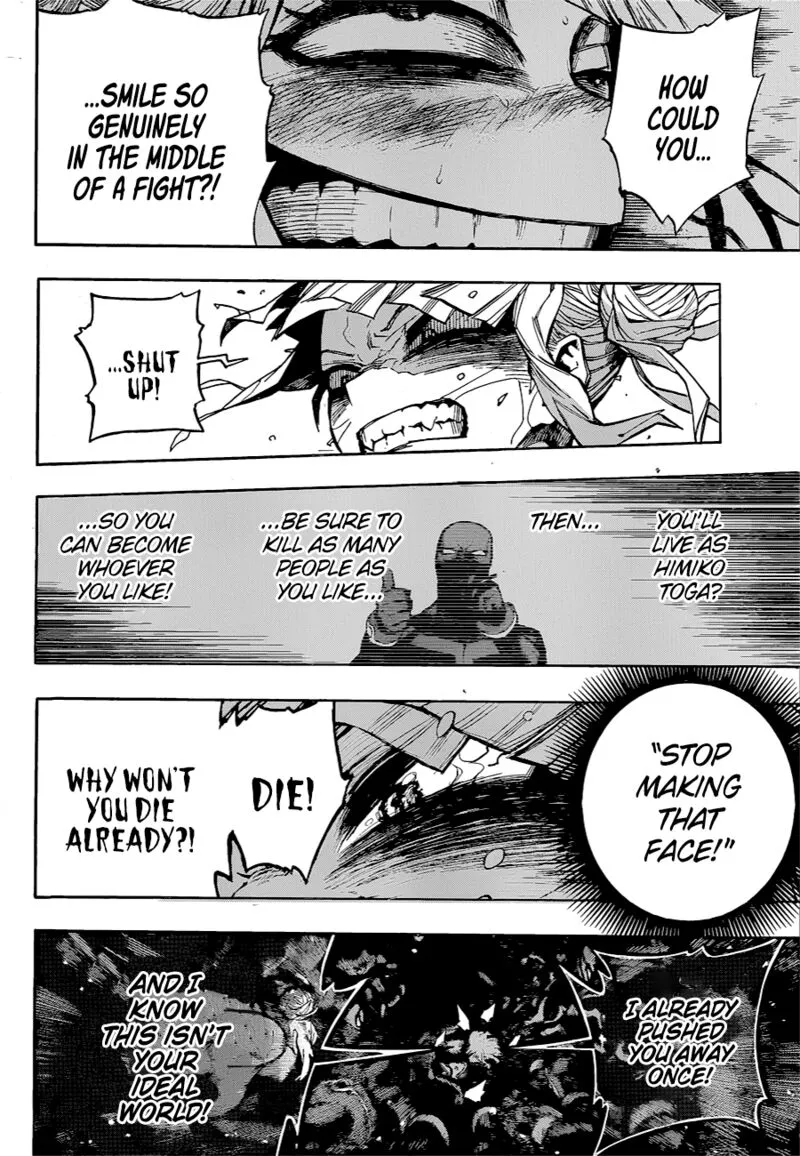 HOW
COULD
YOU...
...SMILE SO
GENUINELY
IN THE MIDDLE
OF A FIGHT?!
...SHUT
UP!
YOU'LL
LIVE AS
HIMIKO
TOGA?
THEN...
...BE SURE TO
KILL AS MANY
PEOPLE AS
YOU LIKE...
...SO YOU
CAN BECOME
WHOEVER
YOU LIKE!
"STOP
MAKING
THAT
FACE!"
DIE!
WHY WON'T
YOU DIE
ALREADY?!
I ALREADY
PUSHED
YOU AWAY
ONCE!
AND I
KNOW
THIS ISN'T
YOUR
IDEAL
WORLD!